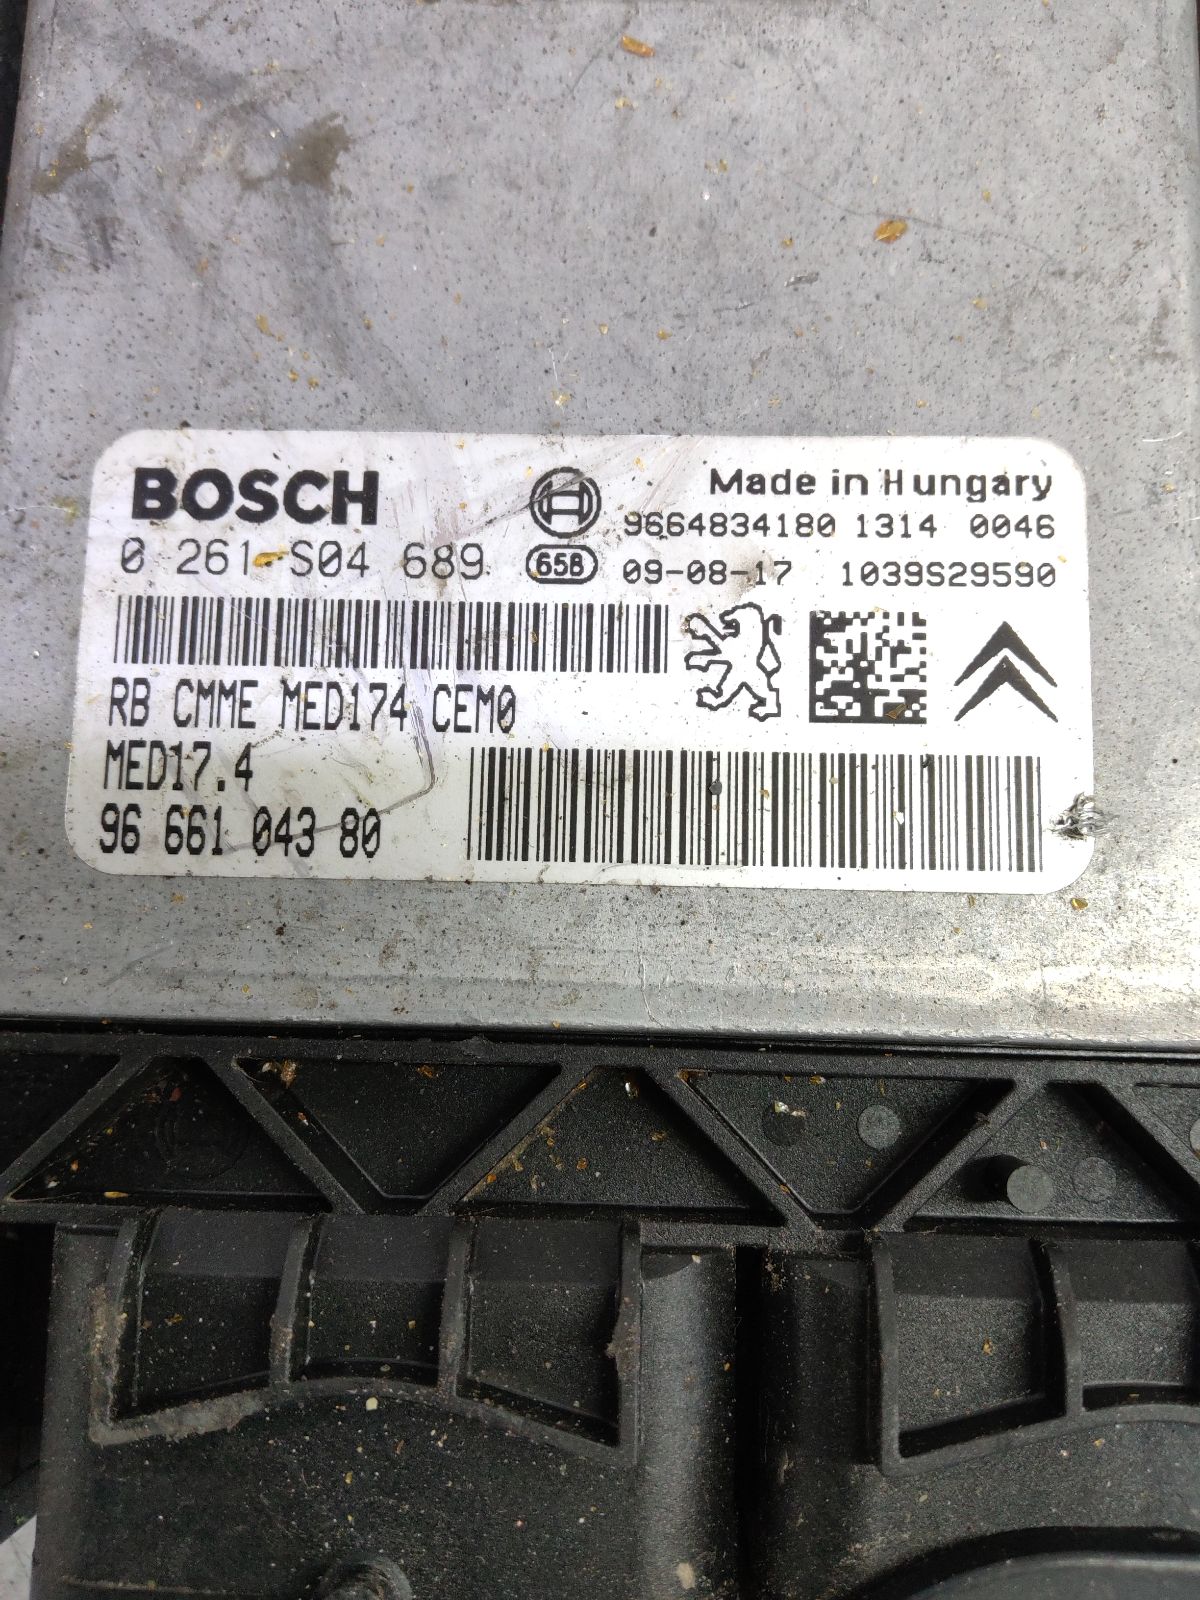 BOSCH
Made in Hungary
9664834180 1314 0046
0 261 S04 689
658
09-08-17 1039S29590
RB CMME MED174 CEM0
MED17.4
96 661 043 80